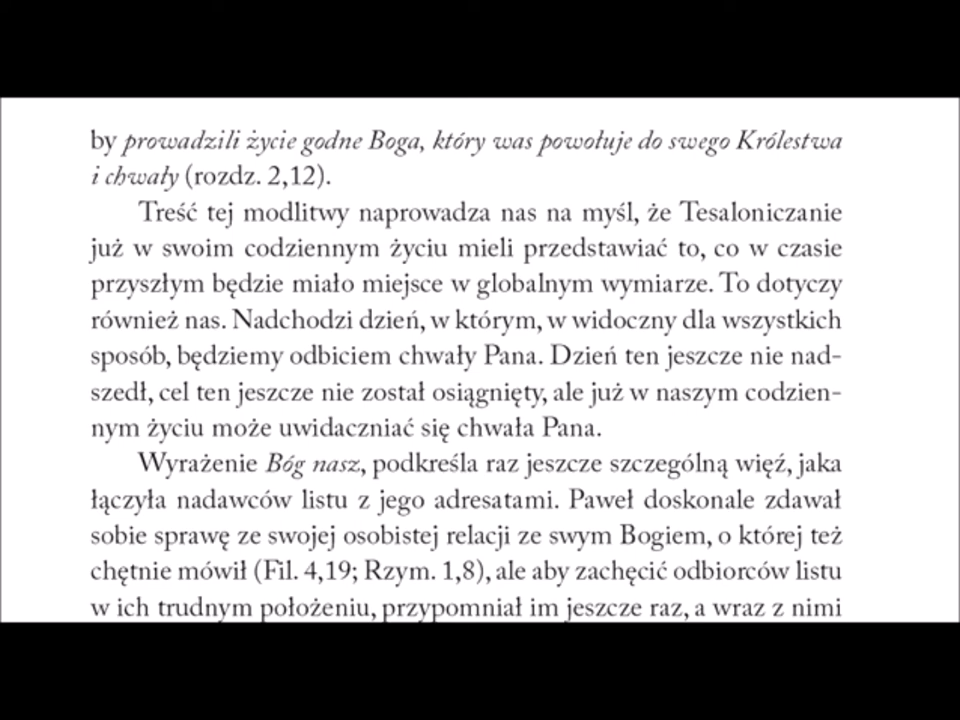 by prowadzili życie godne Boga, który was powołuje do swego Królestwa
i chwały (rozdz. 2,12).
Treść tej modlitwy naprowadza nas na myśl, że Tesaloniczanie
już w swoim codziennym życiu mieli przedstawiać to, co w czasie
przyszłym będzie miało miejsce w globalnym wymiarze. To dotyczy
również nas. Nadchodzi dzień, w którym, w widoczny dla wszystkich
sposób, będziemy odbiciem chwały Pana. Dzień ten jeszcze nie nad-
szedł, cel ten jeszcze nie został osiągnięty, ale już w naszym codzien-
nym życiu może uwidaczniać się chwała Pana.
Wyrażenie Bóg nasz, podkreśla raz jeszcze szczególną więź, jaka
łączyła nadawców listu z jego adresatami. Paweł doskonale zdawał
sobie sprawę ze swojej osobistej relacji ze swym Bogiem, o której też
chętnie mówił (Fil. 4,19; Rzym. 1,8), ale aby zachęcić odbiorców listu
w ich trudnym położeniu, przypomniał im jeszcze raz, a wraz z nimi